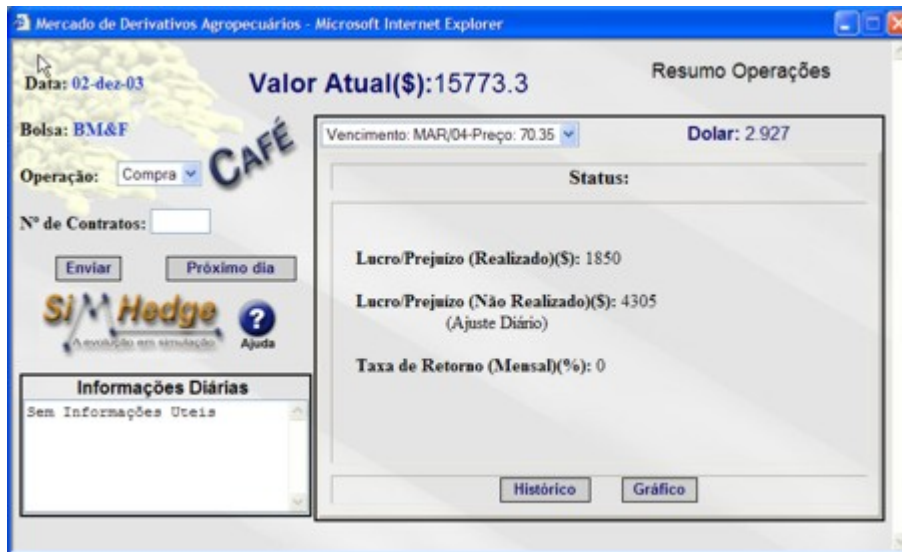 Mercado de Derivativos Agropecuários - Microsoft Internet Explorer
Data: 02-dez-03
Valor Atual($):15773.3
Resumo Operações
Bolsa: BM&F
CAFÉ
Vencimento: MAR/04-Preço: 70.35
Dolar: 2.927
Operação: Compra
Status:
Nº de Contratos:
Enviar
Próximo dia
Lucro/Prejuízo (Realizado)($): 1850
Lucro/Prejuízo (Não Realizado)($): 4305
(Ajuste Diário)
SimHedge
A evolução em simulação
?
Ajuda
Taxa de Retorno (Mensal)(%): 0
Informações Diárias
Sem Informações Uteis
Histórico
Gráfico